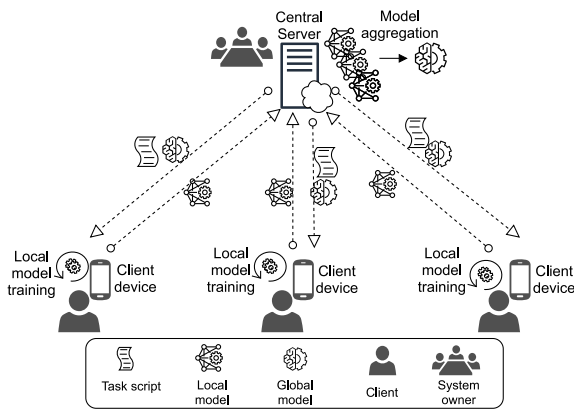 Central
Server
Model
aggregation
Local
model
training
Client
device
Local
model
training
Client
device
Local
model
training
Client
device
Task script
Local
model
Global
model
Client
System
owner